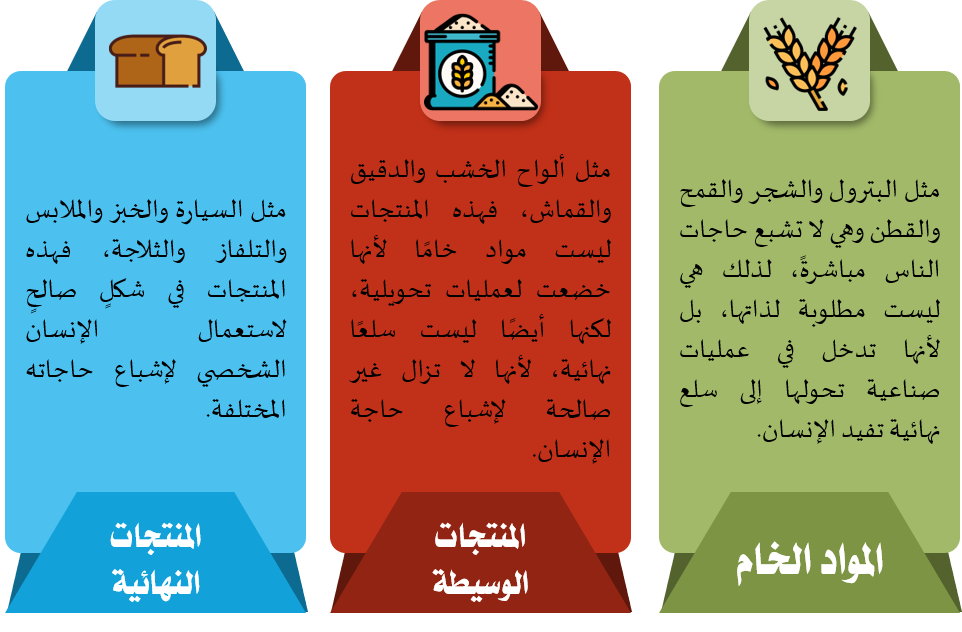 مثل البترول والشجر والقمح
والقطن وهي لا تشبع حاجات
الناس مباشرةً، لذلك هي
ليست مطلوبة لذاتها، بل
لأنها تدخل في عمليات
صناعية تحولها إلى سلع
نهائية تفيد الإنسان.
المواد الخام
مثل ألواح الخشب والدقيق
والقماش، فهذه المنتجات
ليست مواد خامًا لأنها
خضعت لعمليات تحويلية،
لكنها أيضًا ليست سلعًا
نهائية، لأنها لا تزال غير
صالحة لإشباع حاجة
الإنسان.
المنتجات
الوسيطة
مثل السيارة والخبز والملابس
والتلفاز والثلاجة، فهذه
المنتجات في شكلٍ صالحٍ
لاستعمال الإنسان
الشخصي لإشباع حاجاته
المختلفة.
المنتجات
النهائية